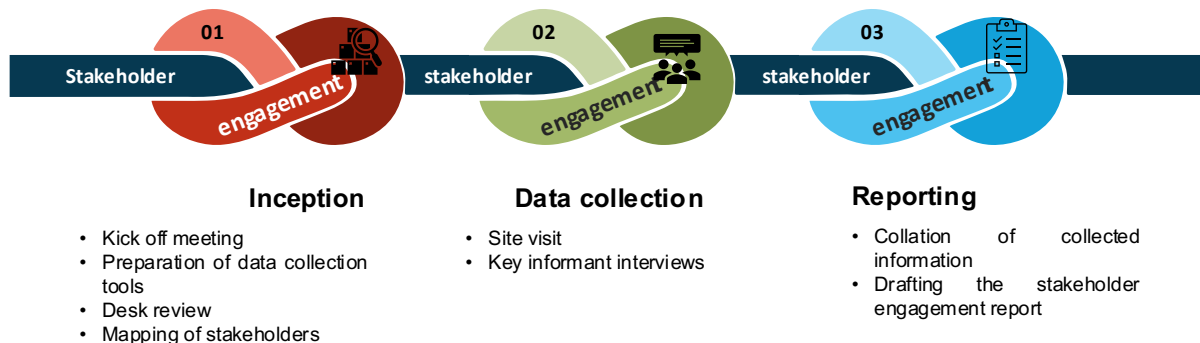 01
Stakeholder
engagement
02
stakeholder
engagement
03
stakeholder
engagement
Inception
• Kick off meeting
• Preparation of data collection
tools
• Desk review
• Mapping of stakeholders
Data collection
• Site visit
• Key informant interviews
Reporting
• Collation of collected
information
• Drafting the stakeholder
engagement report